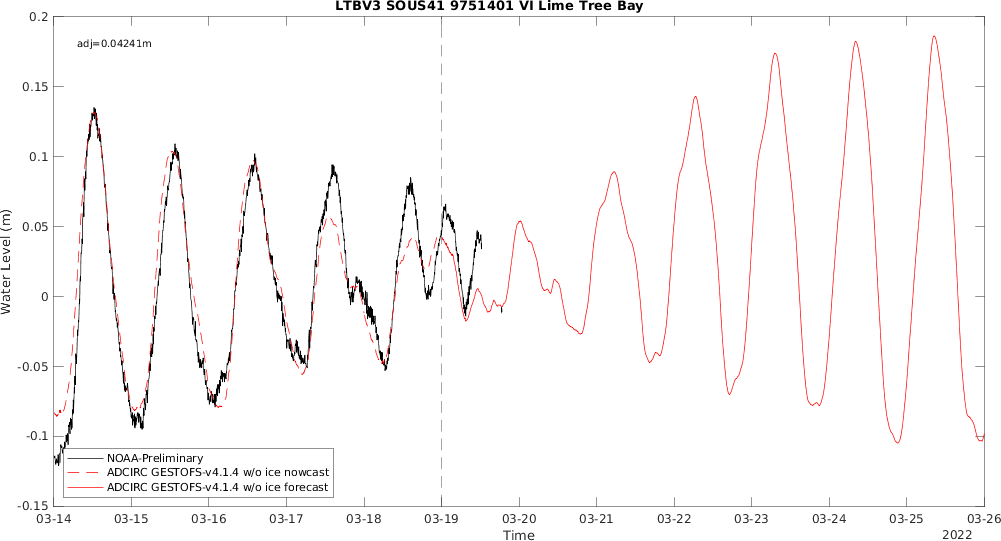 LTBV3 SOUS41 9751401 VI Lime Tree Bay
adj=0.04241m
0.2
0.15
0.1
0.05
0
-0.05
-0.1
-0.15
Water Level (m)
NOAA-Preliminary
ADCIRC GESTOFS-v4.1.4 w/o ice nowcast
ADCIRC GESTOFS-v4.1.4 w/o ice forecast
03-14 03-15 03-16 03-17 03-18 03-19 03-20 03-21 03-22 03-23 03-24 03-25 03-26
Time
2022